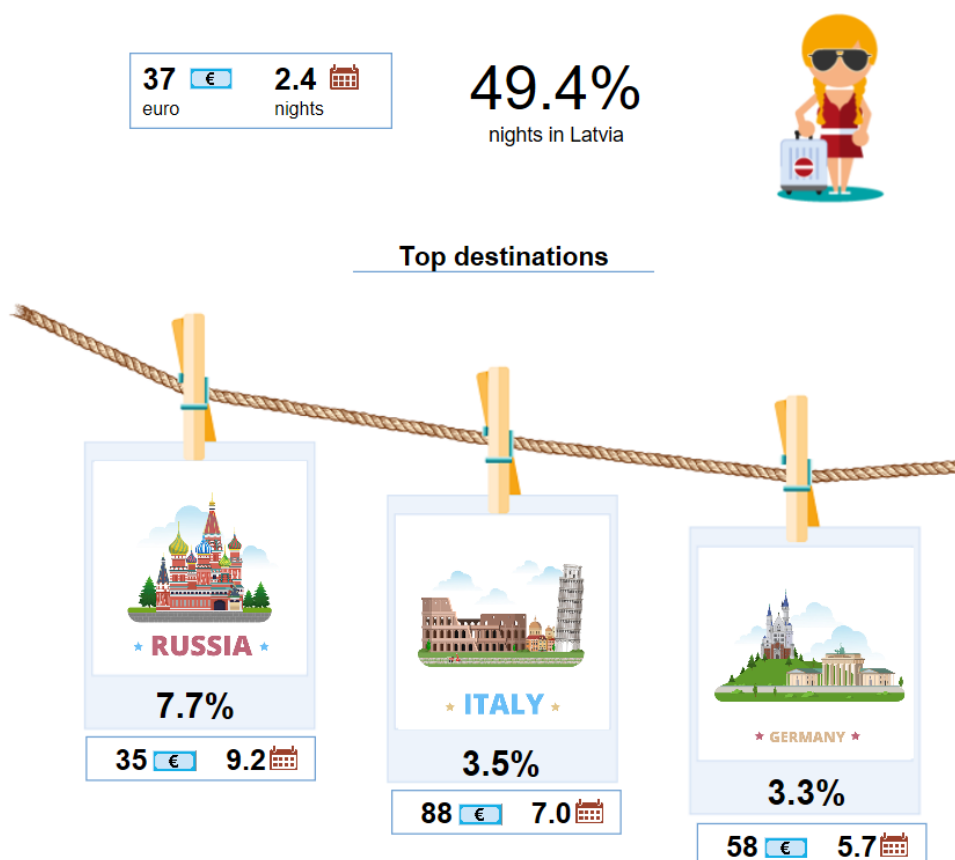 37 € 2.4
euro nights
49.4%
nights in Latvia
Top destinations
RUSSIA
7.7%
35 € 9.2
ITALY
3.5%
88 € 7.0
GERMANY
3.3%
58 € 5.7